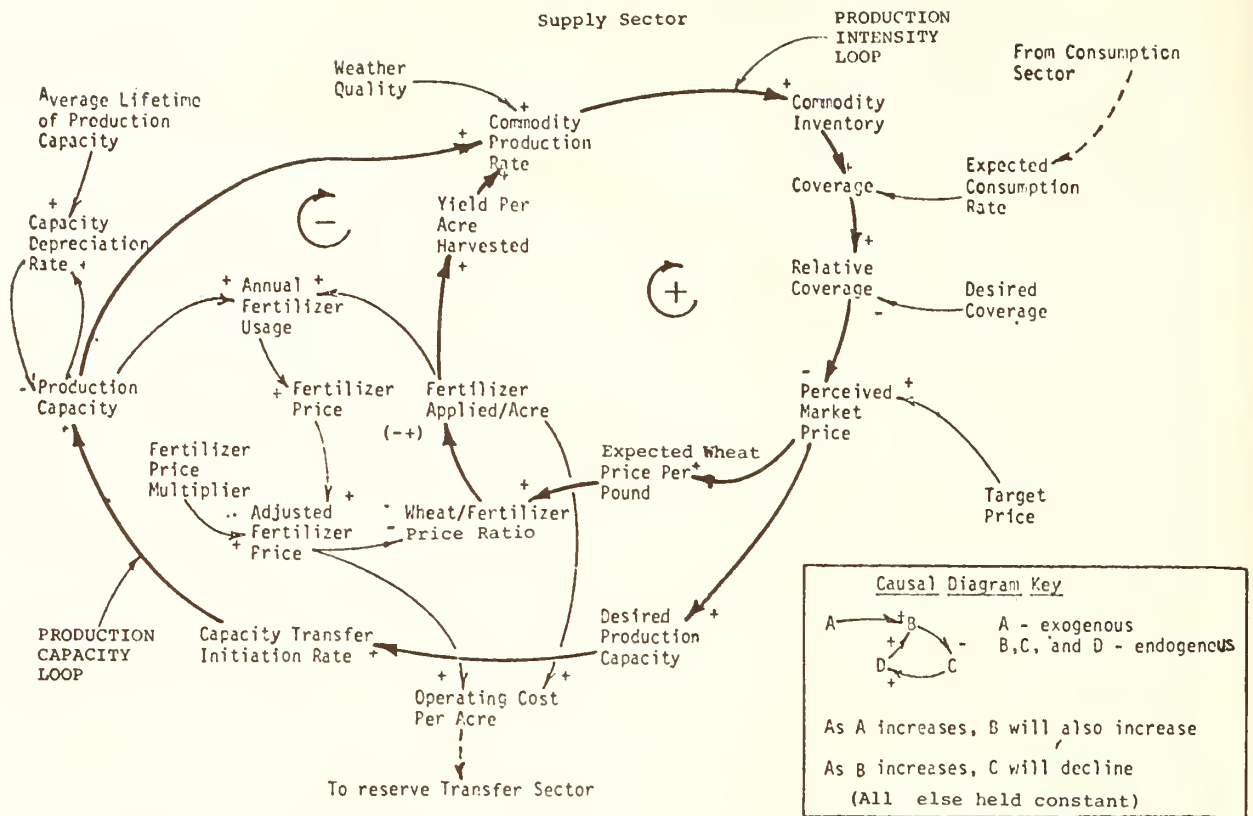 Supply Sector
PRODUCTION
INTENSITY
LOOP
From Consumption
Sector
Weather
Quality
Average Lifetime
of Production
Capacity
+
Commodity
Production
Rate
+
+
+
Commodity
Inventory
+
Coverage
Expected
Consumption
Rate
+
Capacity
Depreciation
Rate +
-
Yield Per
Acre
Harvested
+
+
Relative
Coverage
-
Desired
Coverage
+
+ Annual +
Fertilizer
Usage
- Production
Capacity
+
+ Fertilizer
Price
Fertilizer
Applied/Acre
(-+)
-
Perceived
Market
Price
+
Target
Price
Fertilizer
Price
Multiplier
+
Adjusted
Fertilizer
+ Price
- Wheat/Fertilizer
- Price Ratio
+
Expected Wheat
Price Per +
Pound
PRODUCTION
CAPACITY
LOOP
Capacity Transfer
Initiation Rate +
Desired
Production
Capacity
+
+ +
Operating Cost
Per Acre
To reserve Transfer Sector
Causal Diagram Key
A + B
+ -
D C
+
A - exogenous
B,C, and D - endogenous
As A increases, B will also increase
As B increases, C will decline
(All else held constant)